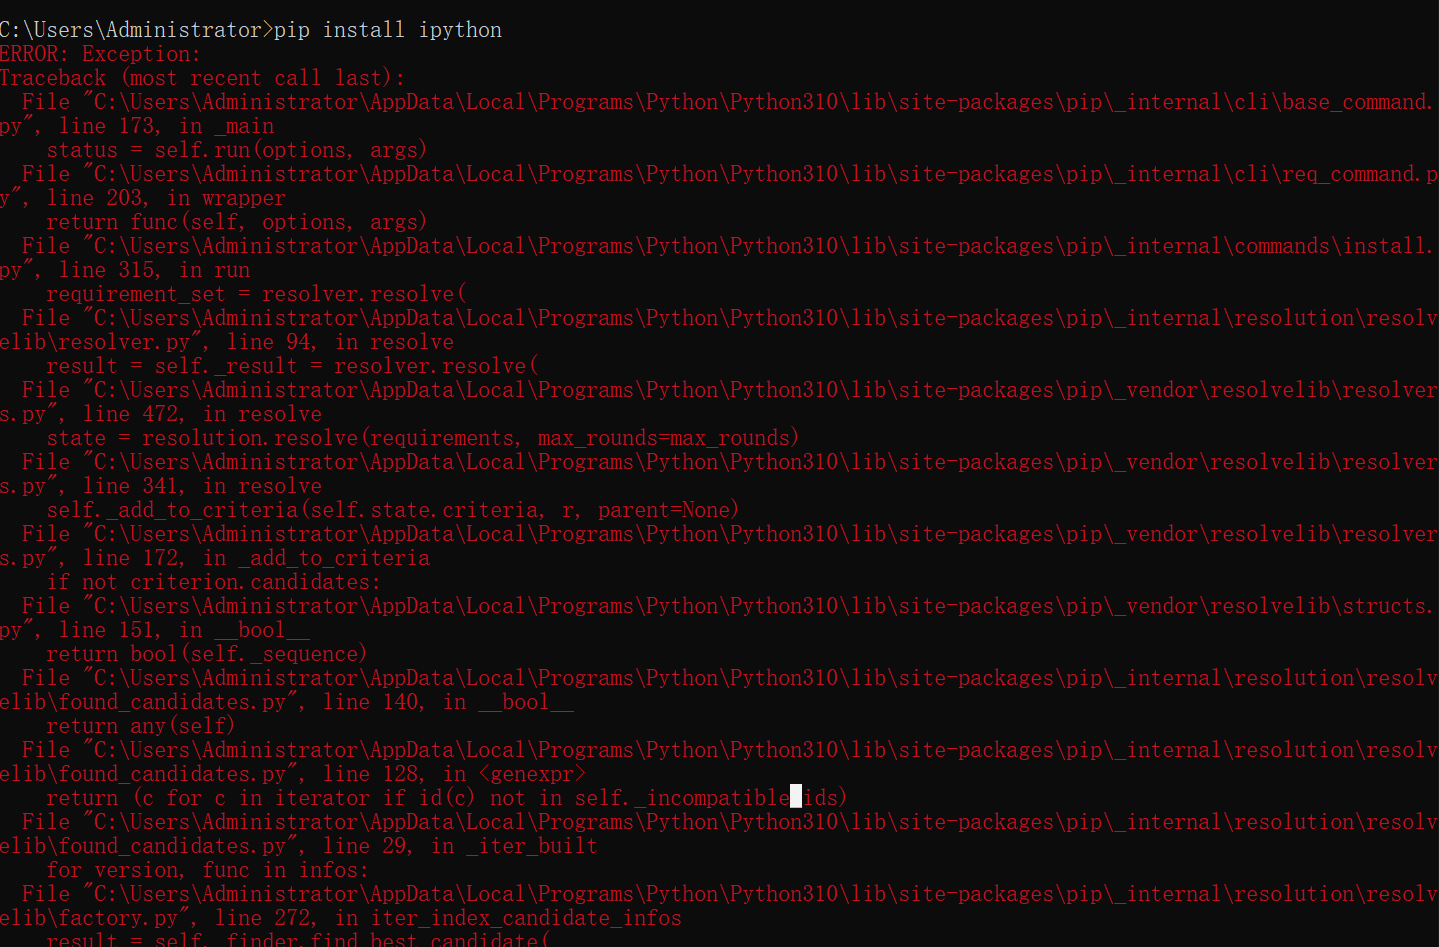 C:\Users\Administrator>pip install ipython
ERROR: Exception:
Traceback (most recent call last):
  File "C:\Users\Administrator\AppData\Local\Programs\Python\Python310\lib\site-packages\pip\_internal\cli\base_command.
py", line 173, in _main
    status = self.run(options, args)
  File "C:\Users\Administrator\AppData\Local\Programs\Python\Python310\lib\site-packages\pip\_internal\cli\req_command.p
y", line 203, in wrapper
    return func(self, options, args)
  File "C:\Users\Administrator\AppData\Local\Programs\Python\Python310\lib\site-packages\pip\_internal\commands\install.
py", line 315, in run
    requirement_set = resolver.resolve(
  File "C:\Users\Administrator\AppData\Local\Programs\Python\Python310\lib\site-packages\pip\_internal\resolution\resolv
elib\resolver.py", line 94, in resolve
    result = self._result = resolver.resolve(
  File "C:\Users\Administrator\AppData\Local\Programs\Python\Python310\lib\site-packages\pip\_vendor\resolvelib\resolver
s.py", line 472, in resolve
    state = resolution.resolve(requirements, max_rounds=max_rounds)
  File "C:\Users\Administrator\AppData\Local\Programs\Python\Python310\lib\site-packages\pip\_vendor\resolvelib\resolver
s.py", line 341, in resolve
    self._add_to_criteria(self.state.criteria, r, parent=None)
  File "C:\Users\Administrator\AppData\Local\Programs\Python\Python310\lib\site-packages\pip\_vendor\resolvelib\resolver
s.py", line 172, in _add_to_criteria
    if not criterion.candidates:
  File "C:\Users\Administrator\AppData\Local\Programs\Python\Python310\lib\site-packages\pip\_vendor\resolvelib\structs.
py", line 151, in __bool__
    return bool(self._sequence)
  File "C:\Users\Administrator\AppData\Local\Programs\Python\Python310\lib\site-packages\pip\_internal\resolution\resolv
elib\found_candidates.py", line 140, in __bool__
    return any(self)
  File "C:\Users\Administrator\AppData\Local\Programs\Python\Python310\lib\site-packages\pip\_internal\resolution\resolv
elib\found_candidates.py", line 128, in <genexpr>
    return (c for c in iterator if id(c) not in self._incompatible ids)
  File "C:\Users\Administrator\AppData\Local\Programs\Python\Python310\lib\site-packages\pip\_internal\resolution\resolv
elib\found_candidates.py", line 29, in _iter_built
    for version, func in infos:
  File "C:\Users\Administrator\AppData\Local\Programs\Python\Python310\lib\site-packages\pip\_internal\resolution\resolv
elib\factory.py", line 272, in iter_index_candidate_infos
    result = self._finder.find_best_candidate(